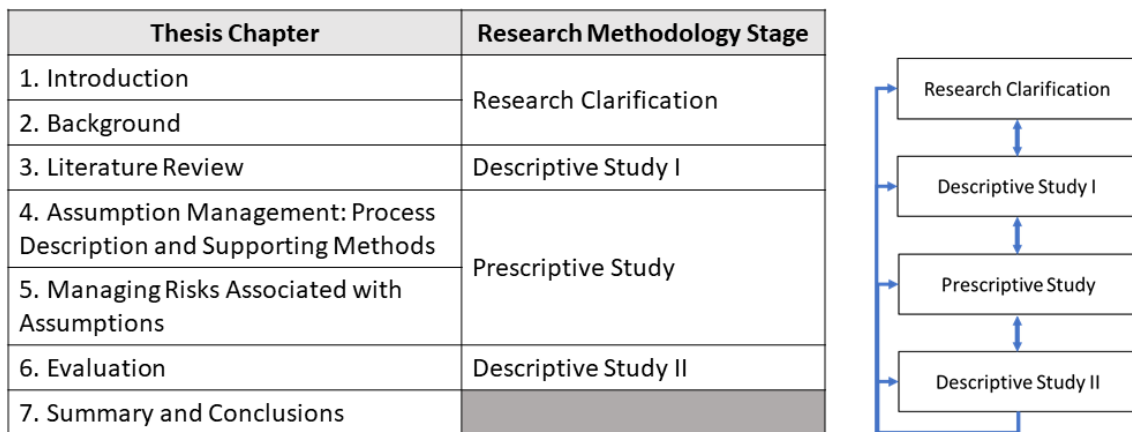 Thesis Chapter
Research Methodology Stage
1. Introduction
Research Clarification
2. Background
3. Literature Review
Descriptive Study I
4. Assumption Management: Process
Description and Supporting Methods
Prescriptive Study
5. Managing Risks Associated with
Assumptions
6. Evaluation
Descriptive Study II
7. Summary and Conclusions
Research Clarification
Descriptive Study I
Prescriptive Study
Descriptive Study II